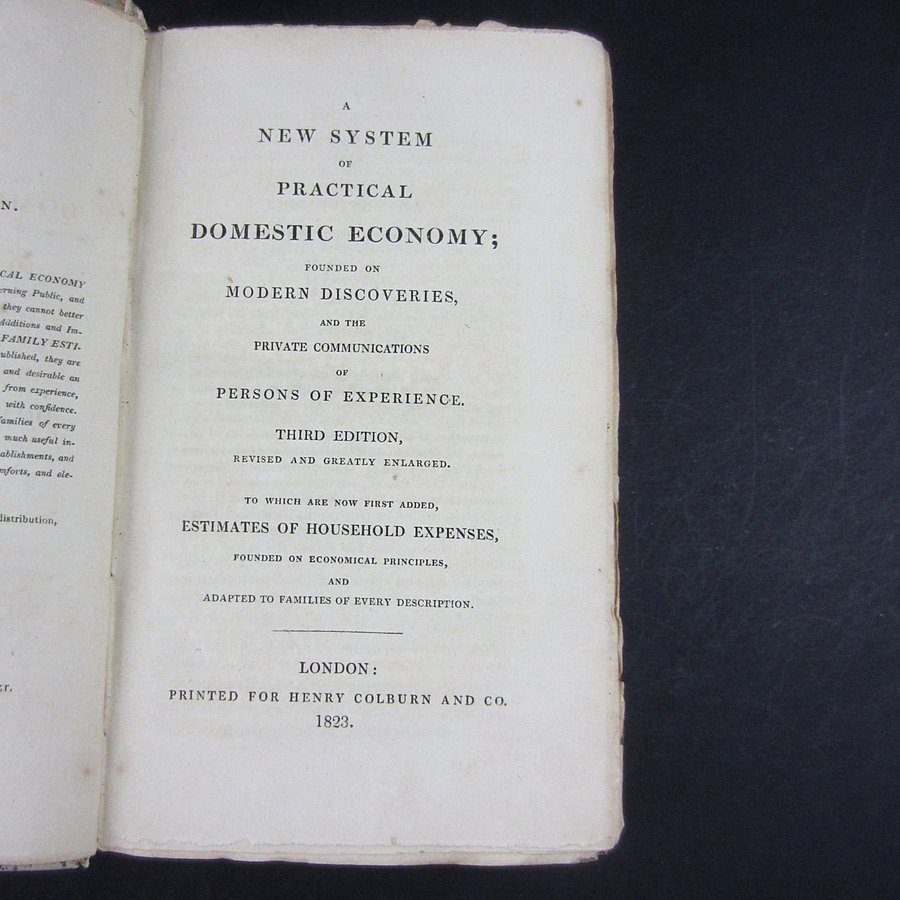 N.
CAL ECONOMY
erning Public, and
they cannot better
Additions and Im-
FAMILY ESTI-
ublished, they are
and desirable an
from experience,
with confidence.
families of every
much useful in-
ablishments, and
mforts, and ele-
distribution,
ET.
A
NEW SYSTEM
OF
PRACTICAL
DOMESTIC ECONOMY;
FOUNDED ON
MODERN DISCOVERIES,
AND THE
PRIVATE COMMUNICATIONS
OF
PERSONS OF EXPERIENCE.
THIRD EDITION,
REVISED AND GREATLY ENLARGED.
TO WHICH ARE NOW FIRST ADDED,
ESTIMATES OF HOUSEHOLD EXPENSES,
FOUNDED ON ECONOMICAL PRINCIPLES,
AND
ADAPTED TO FAMILIES OF EVERY DESCRIPTION.
LONDON:
PRINTED FOR HENRY COLBURN AND CO.
1823.